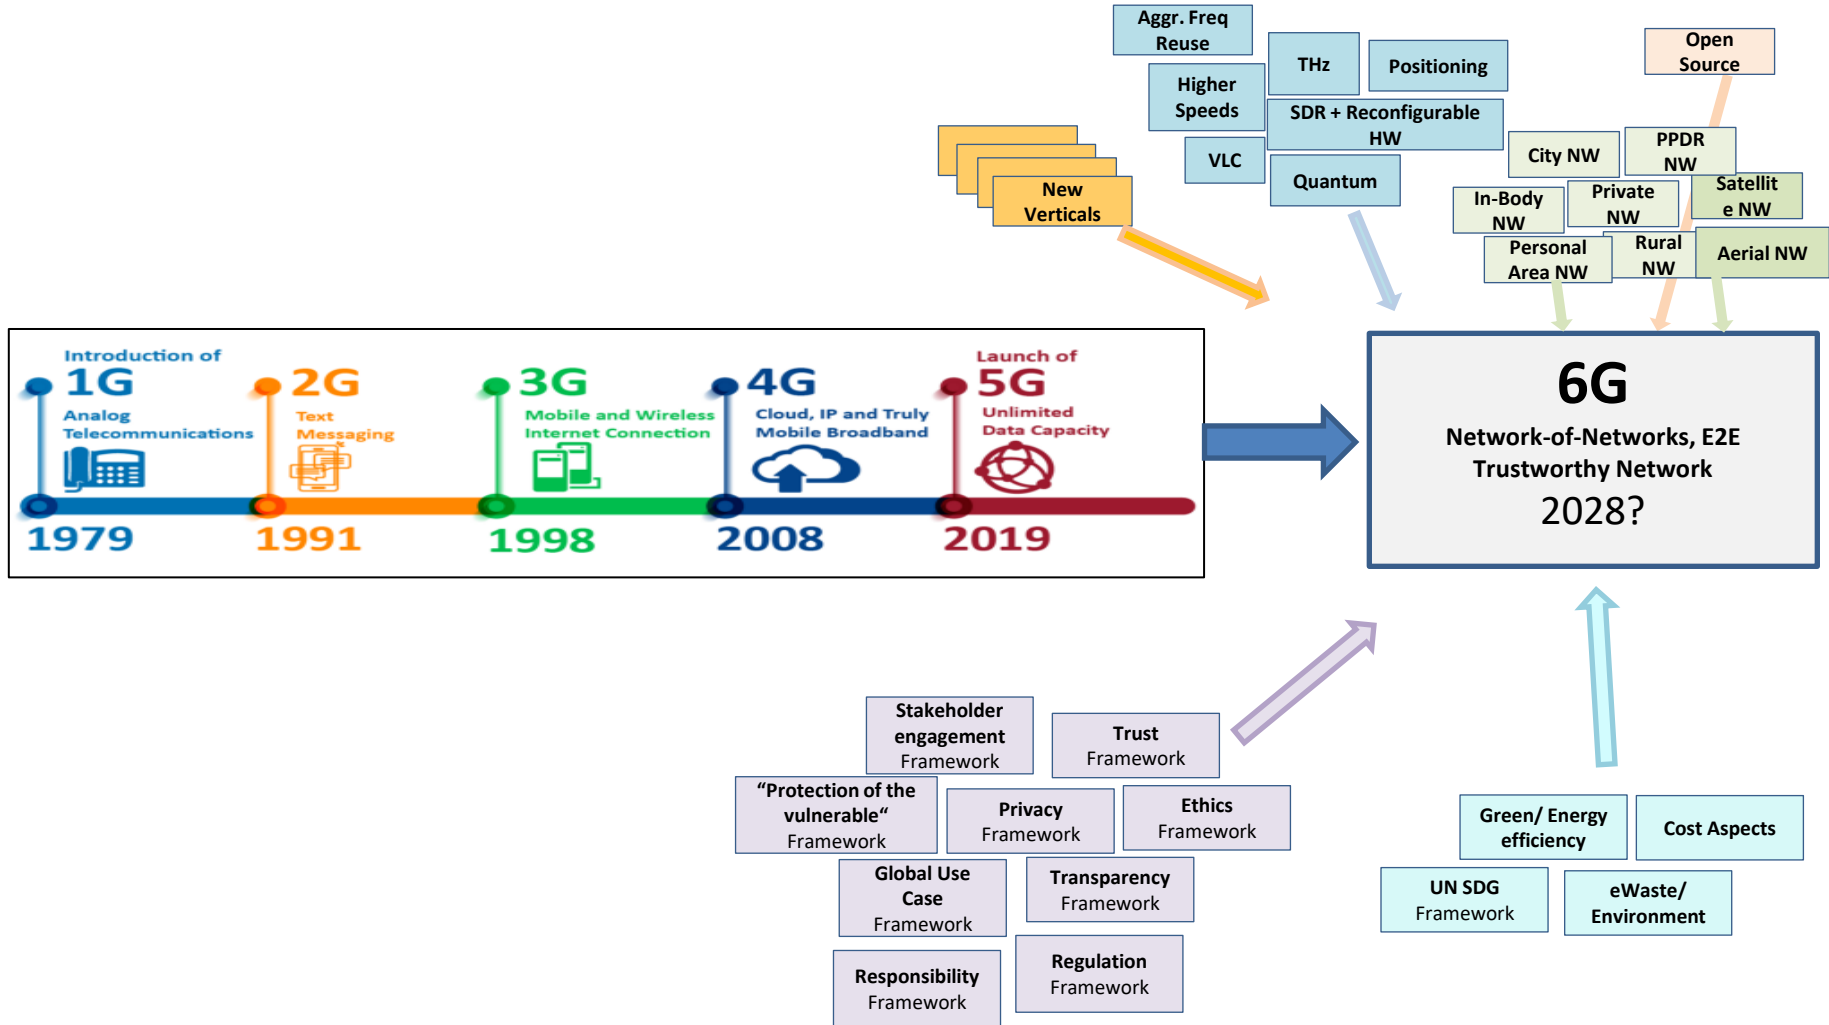 Aggr. Freq
Reuse
THz
Positioning
Open
Source
Higher
Speeds
SDR + Reconfigurable
HW
VLC
Quantum
New
Verticals
City NW
PPDR
NW
In-Body
NW
Private
NW
Satellit
e NW
Personal
Area NW
Rural
NW
Aerial NW
Introduction of
1G
Analog
Telecommunications
1979
2G
Text
Messaging
1991
3G
Mobile and Wireless
Internet Connection
1998
4G
Cloud, IP and Truly
Mobile Broadband
2008
Launch of
5G
Unlimited
Data Capacity
2019
6G
Network-of-Networks, E2E
Trustworthy Network
2028?
Stakeholder
engagement
Framework
Trust
Framework
“Protection of the
vulnerable“
Framework
Privacy
Framework
Ethics
Framework
Global Use
Case
Framework
Transparency
Framework
Responsibility
Framework
Regulation
Framework
Green/ Energy
efficiency
Cost Aspects
UN SDG
Framework
eWaste/
Environment